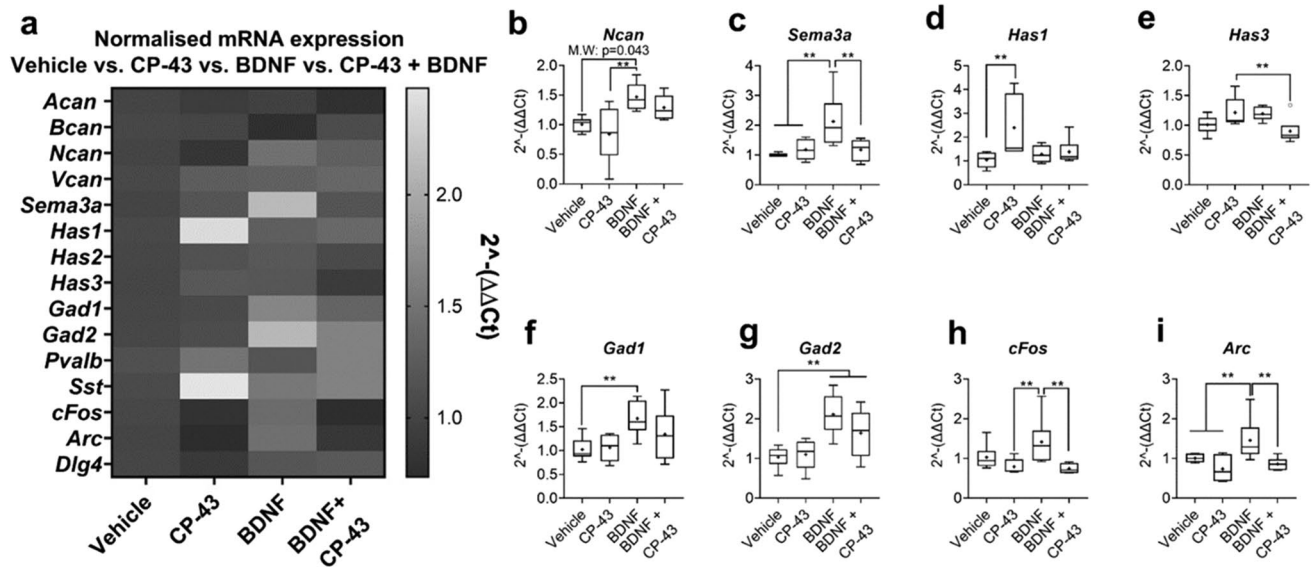 a
Normalised mRNA expression
Vehicle vs. CP-43 vs. BDNF vs. CP-43 + BDNF
Acan
Bcan
Ncan
Vcan
Sema3a
Has1
Has2
Has3
Gad1
Gad2
Pvalb
Sst
cFos
Arc
Dlg4
Vehicle
CP-43
BDNF
BDNF+
CP-43
2.0
1.5
1.0
2^-(ΔΔCt)
b
Ncan
M.W: p=0.043
**
2^-(ΔΔCt)
2.0
1.5
1.0
0.5
0.0
Vehicle
CP-43
BDNF
BDNF +
CP-43
c
Sema3a
** **
2^-(ΔΔCt)
4
3
2
1
0
Vehicle
CP-43
BDNF
BDNF +
CP-43
d
Has1
**
2^-(ΔΔCt)
5
4
3
2
1
0
Vehicle
CP-43
BDNF
BDNF +
CP-43
e
Has3
**
2^-(ΔΔCt)
2.0
1.5
1.0
0.5
0.0
Vehicle
CP-43
BDNF
BDNF +
CP-43
f
Gad1
**
2^-(ΔΔCt)
2.5
2.0
1.5
1.0
0.5
0.0
Vehicle
CP-43
BDNF
BDNF +
CP-43
g
Gad2
**
2^-(ΔΔCt)
3
2
1
0
Vehicle
CP-43
BDNF
BDNF +
CP-43
h
cFos
** **
2^-(ΔΔCt)
3
2
1
0
Vehicle
CP-43
BDNF
BDNF +
CP-43
i
Arc
** **
2^-(ΔΔCt)
3
2
1
0
Vehicle
CP-43
BDNF
BDNF +
CP-43